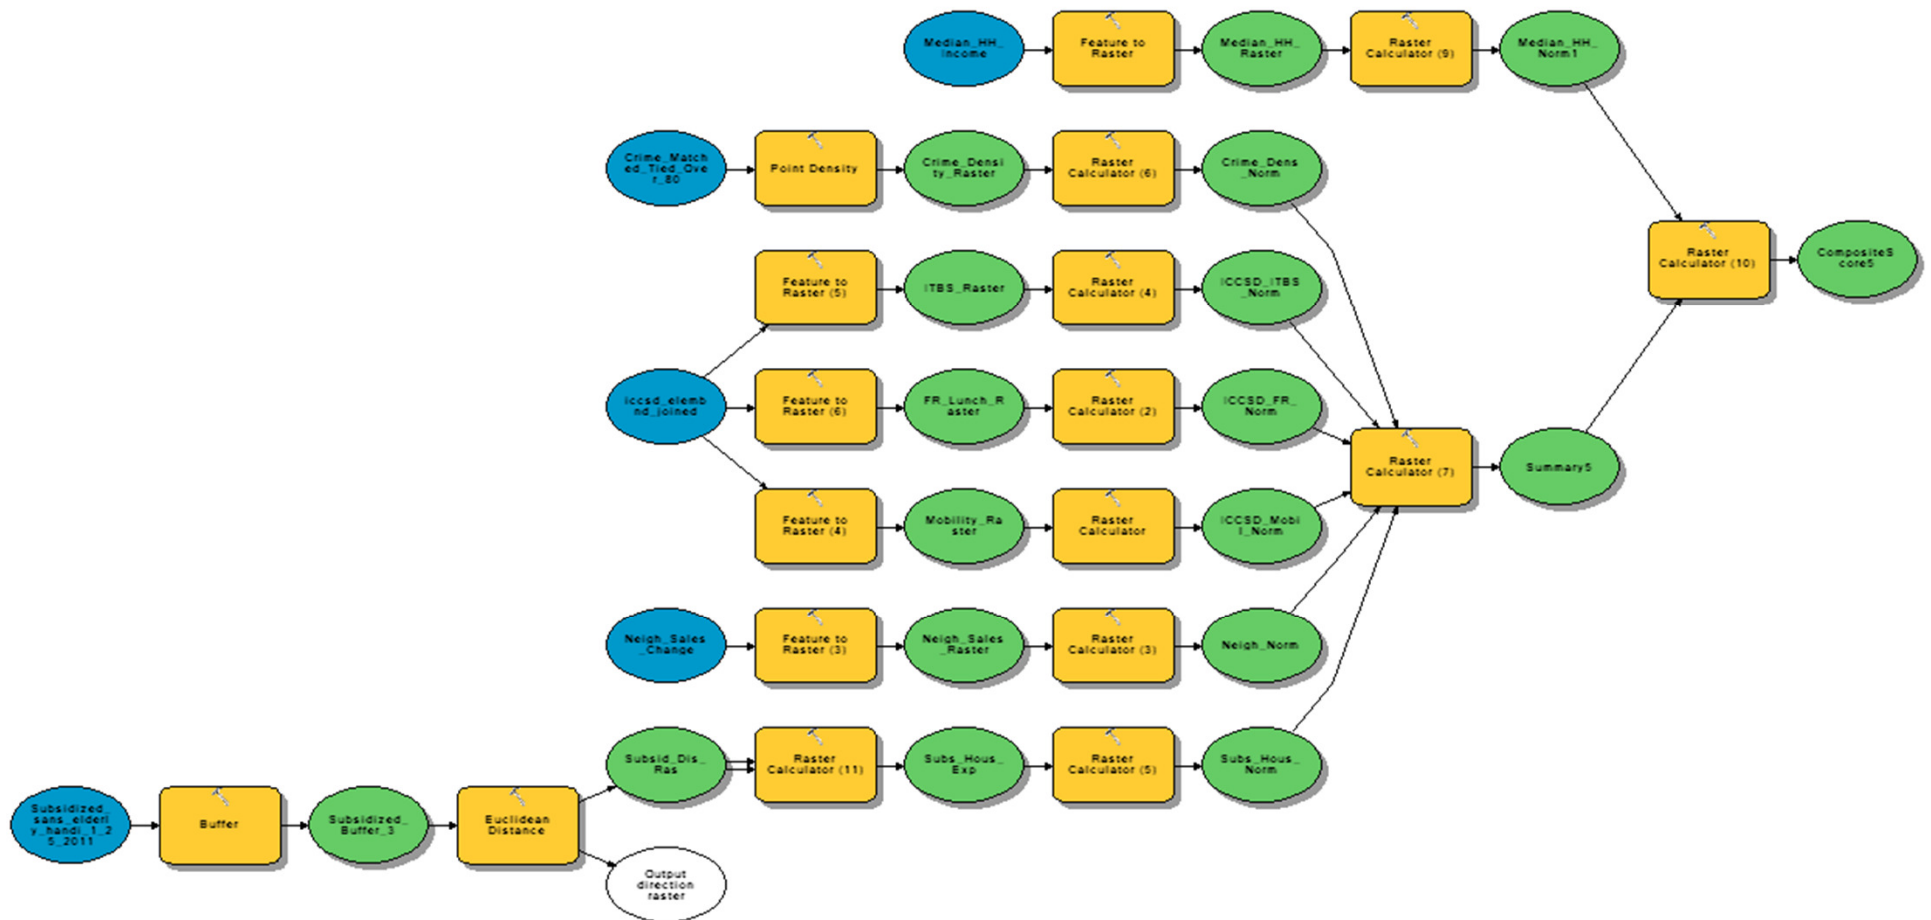 Median_HH_
Income
Feature to
Raster
Median_HH_
Raster
Raster
Calculator (9)
Median_HH_
Norm1
Crime_Match
ed_Tied_Ove
r_80
Point Density
Crime_Densi
ty_Raster
Raster
Calculator (6)
Crime_Dens
_Norm
Raster
Calculator (10)
CompositeS
core5
Feature to
Raster (5)
ITBS_Raster
Raster
Calculator (4)
ICCSD_ITBS
_Norm
iccsd_elemb
nd_joined
Feature to
Raster (6)
FR_Lunch_R
aster
Raster
Calculator (2)
ICCSD_FR_
Norm
Raster
Calculator (7)
Summary5
Feature to
Raster (4)
Mobility_Ra
ster
Raster
Calculator
ICCSD_Mobi
l_Norm
Neigh_Sales
_Change
Feature to
Raster (3)
Neigh_Sales
_Raster
Raster
Calculator (3)
Neigh_Norm
Subsid_Dis_
Ras
Raster
Calculator (11)
Subs_Hous_
Exp
Raster
Calculator (5)
Subs_Hous_
Norm
Subsidized_
sans_elderl
y_handi_1_2
5_2011
Buffer
Subsidized_
Buffer_3
Euclidean
Distance
Output
direction
raster